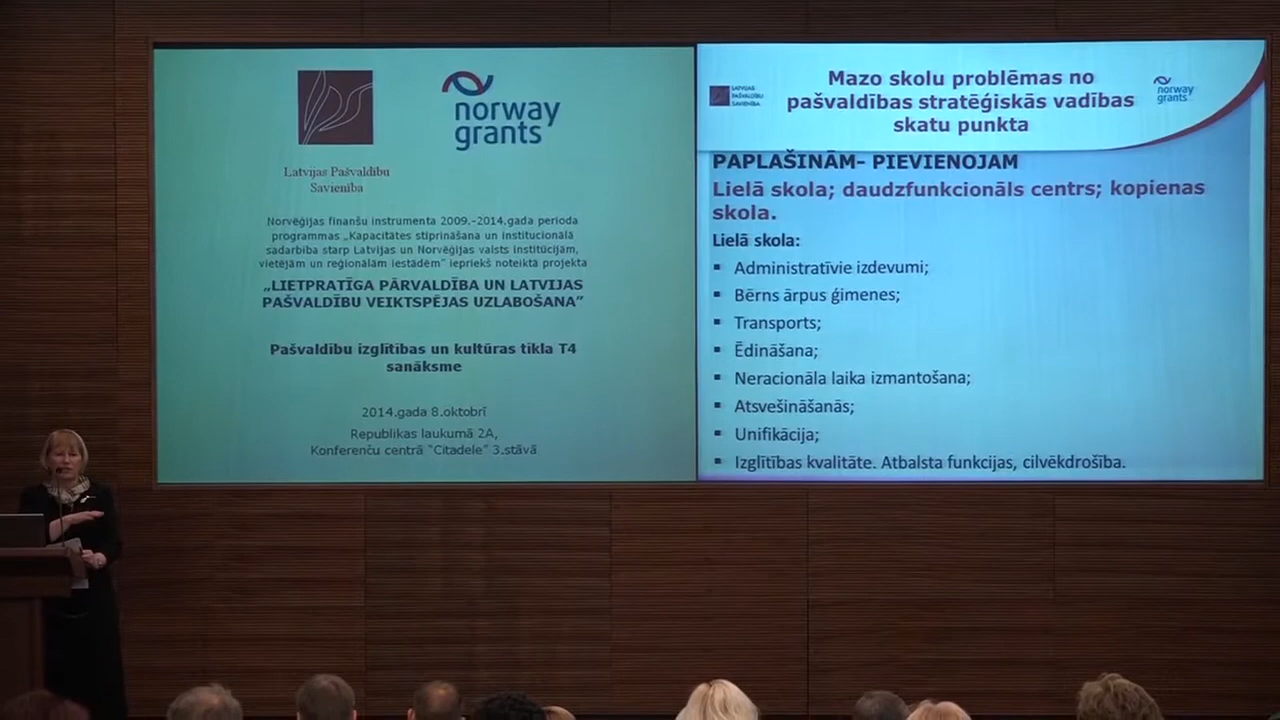 norway
grants
Latvijas Pašvaldību
Savienība
Norvēģijas finanšu instrumenta 2009.-2014.gada perioda
programmas „Kapacitātes stiprināšana un institucionālā
sadarbība starp Latvijas un Norvēģijas valsts institūcijām,
vietējām un reģionālām iestādēm” iepriekš noteiktā projekta
„LIETPRATĪGA PĀRVALDĪBA UN LATVIJAS
PAŠVALDĪBU VEIKTSPĒJAS UZLABOŠANA”
Pašvaldību izglītības un kultūras tīkla T4
sanāksme
2014.gada 8.oktobrī
Republikas laukumā 2A,
Konferenču centrā "Citadele" 3.stāvā
LATVIJAS
PAŠVALDĪBU
SAVIENĪBA
Mazo skolu problēmas no
pašvaldības stratēģiskās vadības
skatu punkta
norway
grants
PAPLAŠINĀM- PIEVIENOJAM
Lielā skola; daudzfunkcionāls centrs; kopienas
skola.
Lielā skola:
▪ Administratīvie izdevumi;
▪ Bērns ārpus ģimenes;
▪ Transports;
▪ Ēdināšana;
▪ Neracionāla laika izmantošana;
▪ Atsvešināšanās;
▪ Unifikācija;
▪ Izglītības kvalitāte. Atbalsta funkcijas, cilvēkdrošība.